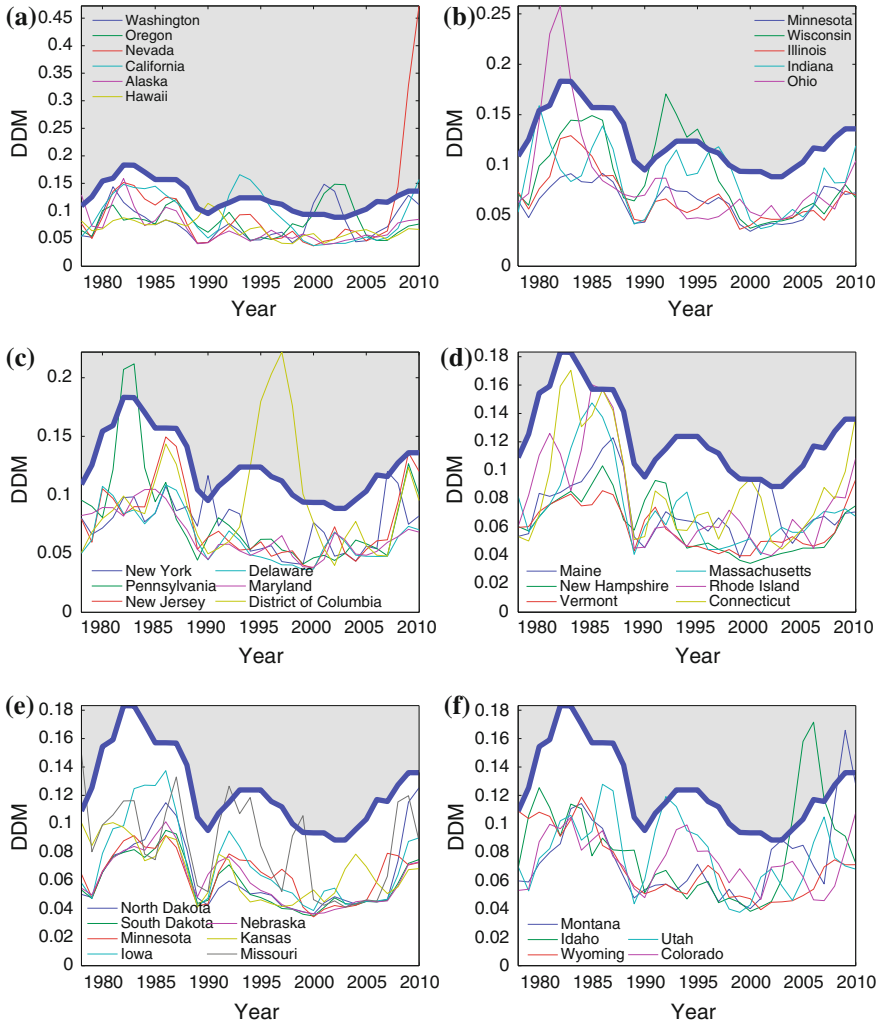 (a)
0.45
0.4
0.35
0.3
0.25
0.2
0.15
0.1
0.05
0
DDM
Washington
Oregon
Nevada
California
Alaska
Hawaii
1980 1985 1990 1995 2000 2005 2010
Year
(b)
0.25
0.2
0.15
0.1
0.05
0
DDM
Minnesota
Wisconsin
Illinois
Indiana
Ohio
1980 1985 1990 1995 2000 2005 2010
Year
(c)
0.2
0.15
0.1
0.05
0
DDM
New York Delaware
Pennsylvania Maryland
New Jersey District of Columbia
1980 1985 1990 1995 2000 2005 2010
Year
(d)
0.18
0.16
0.14
0.12
0.1
0.08
0.06
0.04
0.02
0
DDM
Maine Massachusetts
New Hampshire Rhode Island
Vermont Connecticut
1980 1985 1990 1995 2000 2005 2010
Year
(e)
0.18
0.16
0.14
0.12
0.1
0.08
0.06
0.04
0.02
0
DDM
North Dakota
South Dakota Nebraska
Minnesota Kansas
Iowa Missouri
1980 1985 1990 1995 2000 2005 2010
Year
(f)
0.18
0.16
0.14
0.12
0.1
0.08
0.06
0.04
0.02
0
DDM
Montana
Idaho Utah
Wyoming Colorado
1980 1985 1990 1995 2000 2005 2010
Year